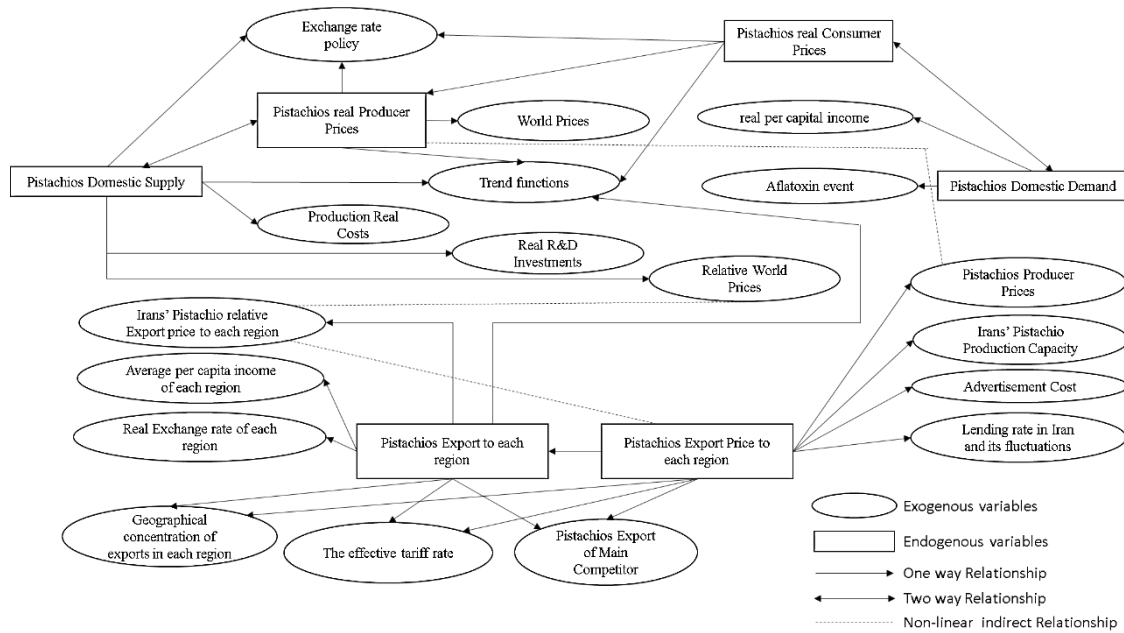 Exchange rate
policy
Pistachios real Consumer
Prices
Pistachios real Producer
Prices
World Prices
real per capital income
Pistachios Domestic Supply
Trend functions
Aflatoxin event
Pistachios Domestic Demand
Production Real
Costs
Real R&D
Investments
Relative World
Prices
Pistachios Producer
Prices
Irans' Pistachio relative
Export price to each region
Irans' Pistachio
Production Capacity
Average per capita income
of each region
Advertisement Cost
Real Exchange rate of each
region
Pistachios Export to each
region
Pistachios Export Price to
each region
Lending rate in Iran
and its fluctuations
Geographical
concentration of
exports in each region
The effective tariff rate
Pistachios Export
of Main
Competitor
Exogenous variables
Endogenous variables
One way Relationship
Two way Relationship
Non-linear indirect Relationship